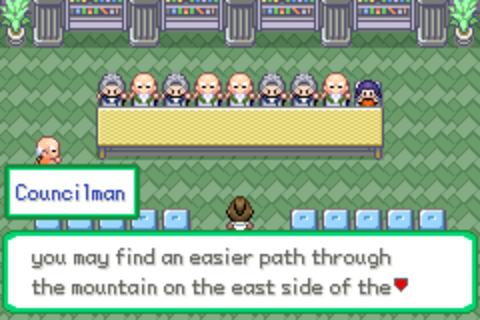 Councilman
you may find an easier path through
the mountain on the east side of the